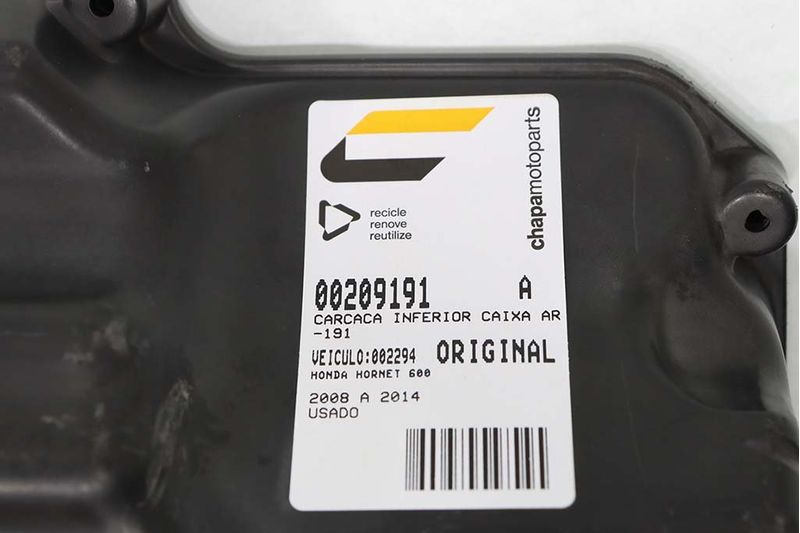 chapamotoparts
recicle
renove
reutilize
00209191 A
CARCACA INFERIOR CAIXA AR
-191
VEICULO:002294 ORIGINAL
HONDA HORNET 600
2008 A 2014
USADO